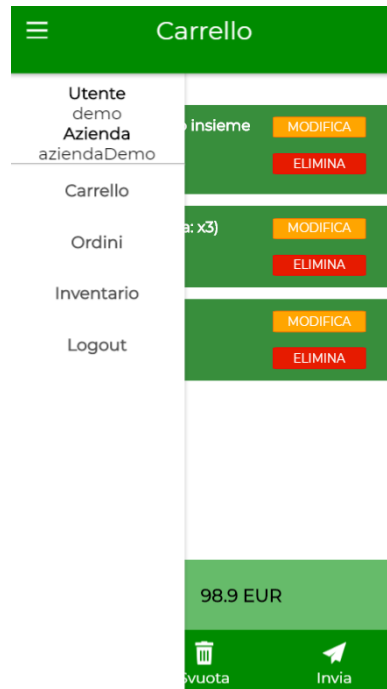 Carrello
Utente
demo
Azienda
aziendaDemo
Carrello
Ordini
Inventario
Logout
insieme
MODIFICA
ELIMINA
a: x3)
MODIFICA
ELIMINA
MODIFICA
ELIMINA
98.9 EUR
Svuota
Invia